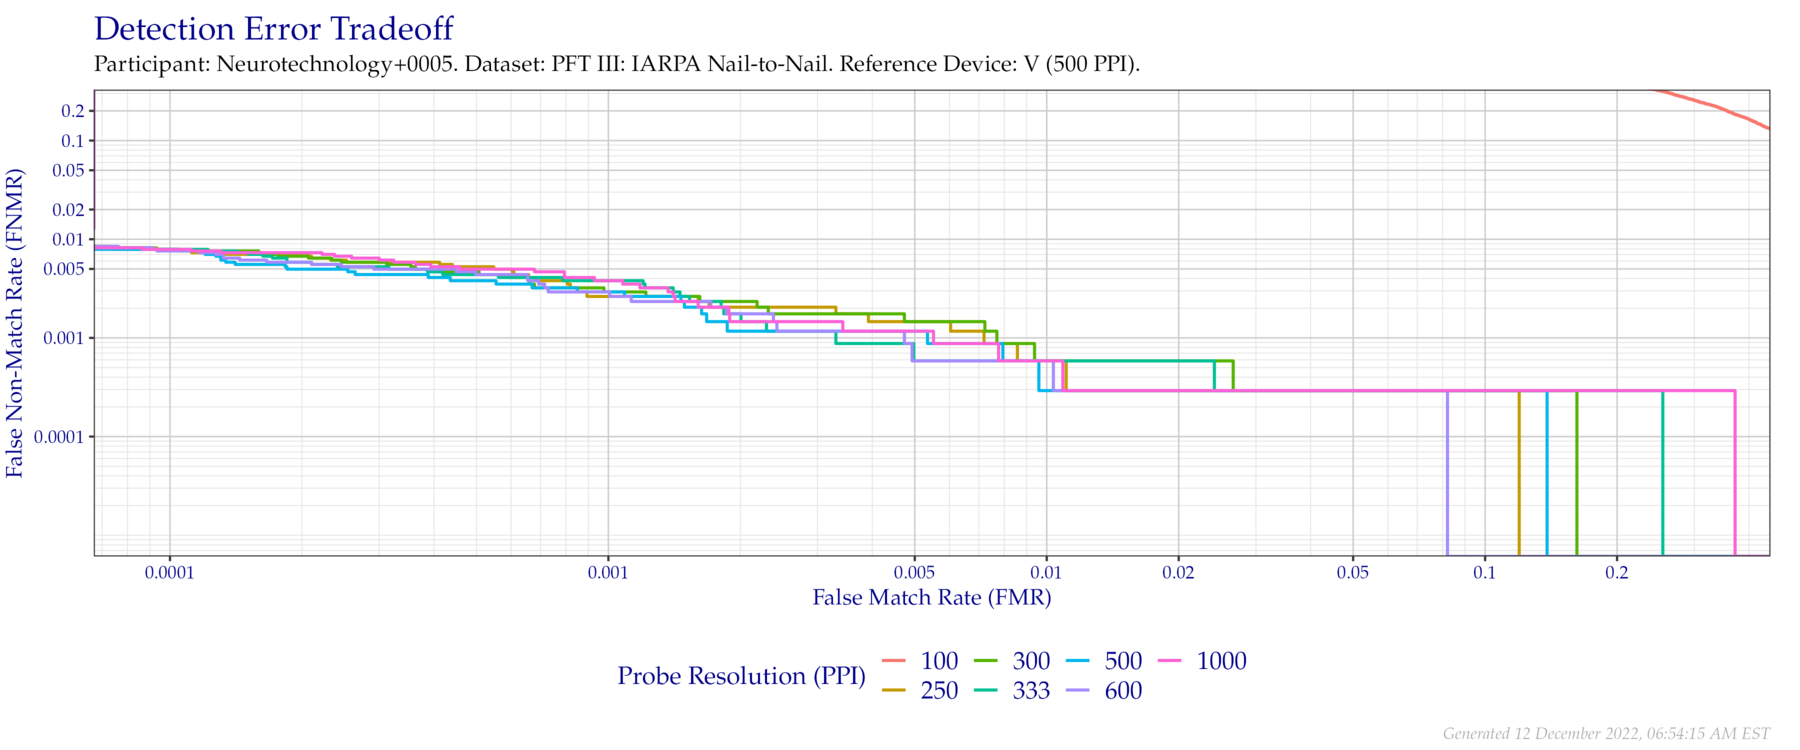 Detection Error Tradeoff
Participant: Neurotechnology+0005. Dataset: PFT III: IARPA Nail-to-Nail. Reference Device: V (500 PPI).
False Non-Match Rate (FNMR)
0.2
0.1
0.05
0.02
0.01
0.005
0.001
0.0001
0.0001 0.001 0.005 0.01 0.02 0.05 0.1 0.2
False Match Rate (FMR)
Probe Resolution (PPI)
100 300 500 1000
250 333 600
Generated 12 December 2022, 06:54:15 AM EST